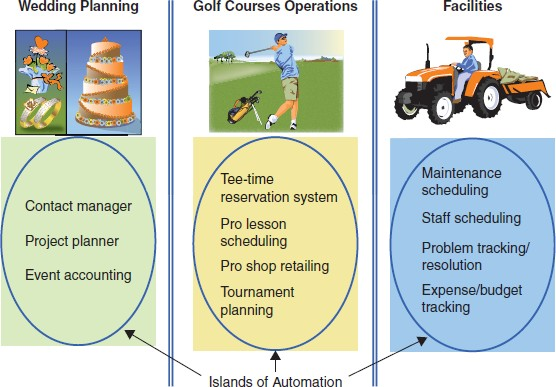 Wedding Planning
Golf Courses Operations
Facilities
Contact manager
Project planner
Event accounting
Tee-time
reservation system
Pro lesson
scheduling
Pro shop retailing
Tournament
planning
Maintenance
scheduling
Staff scheduling
Problem tracking/
resolution
Expense/budget
tracking
Islands of Automation